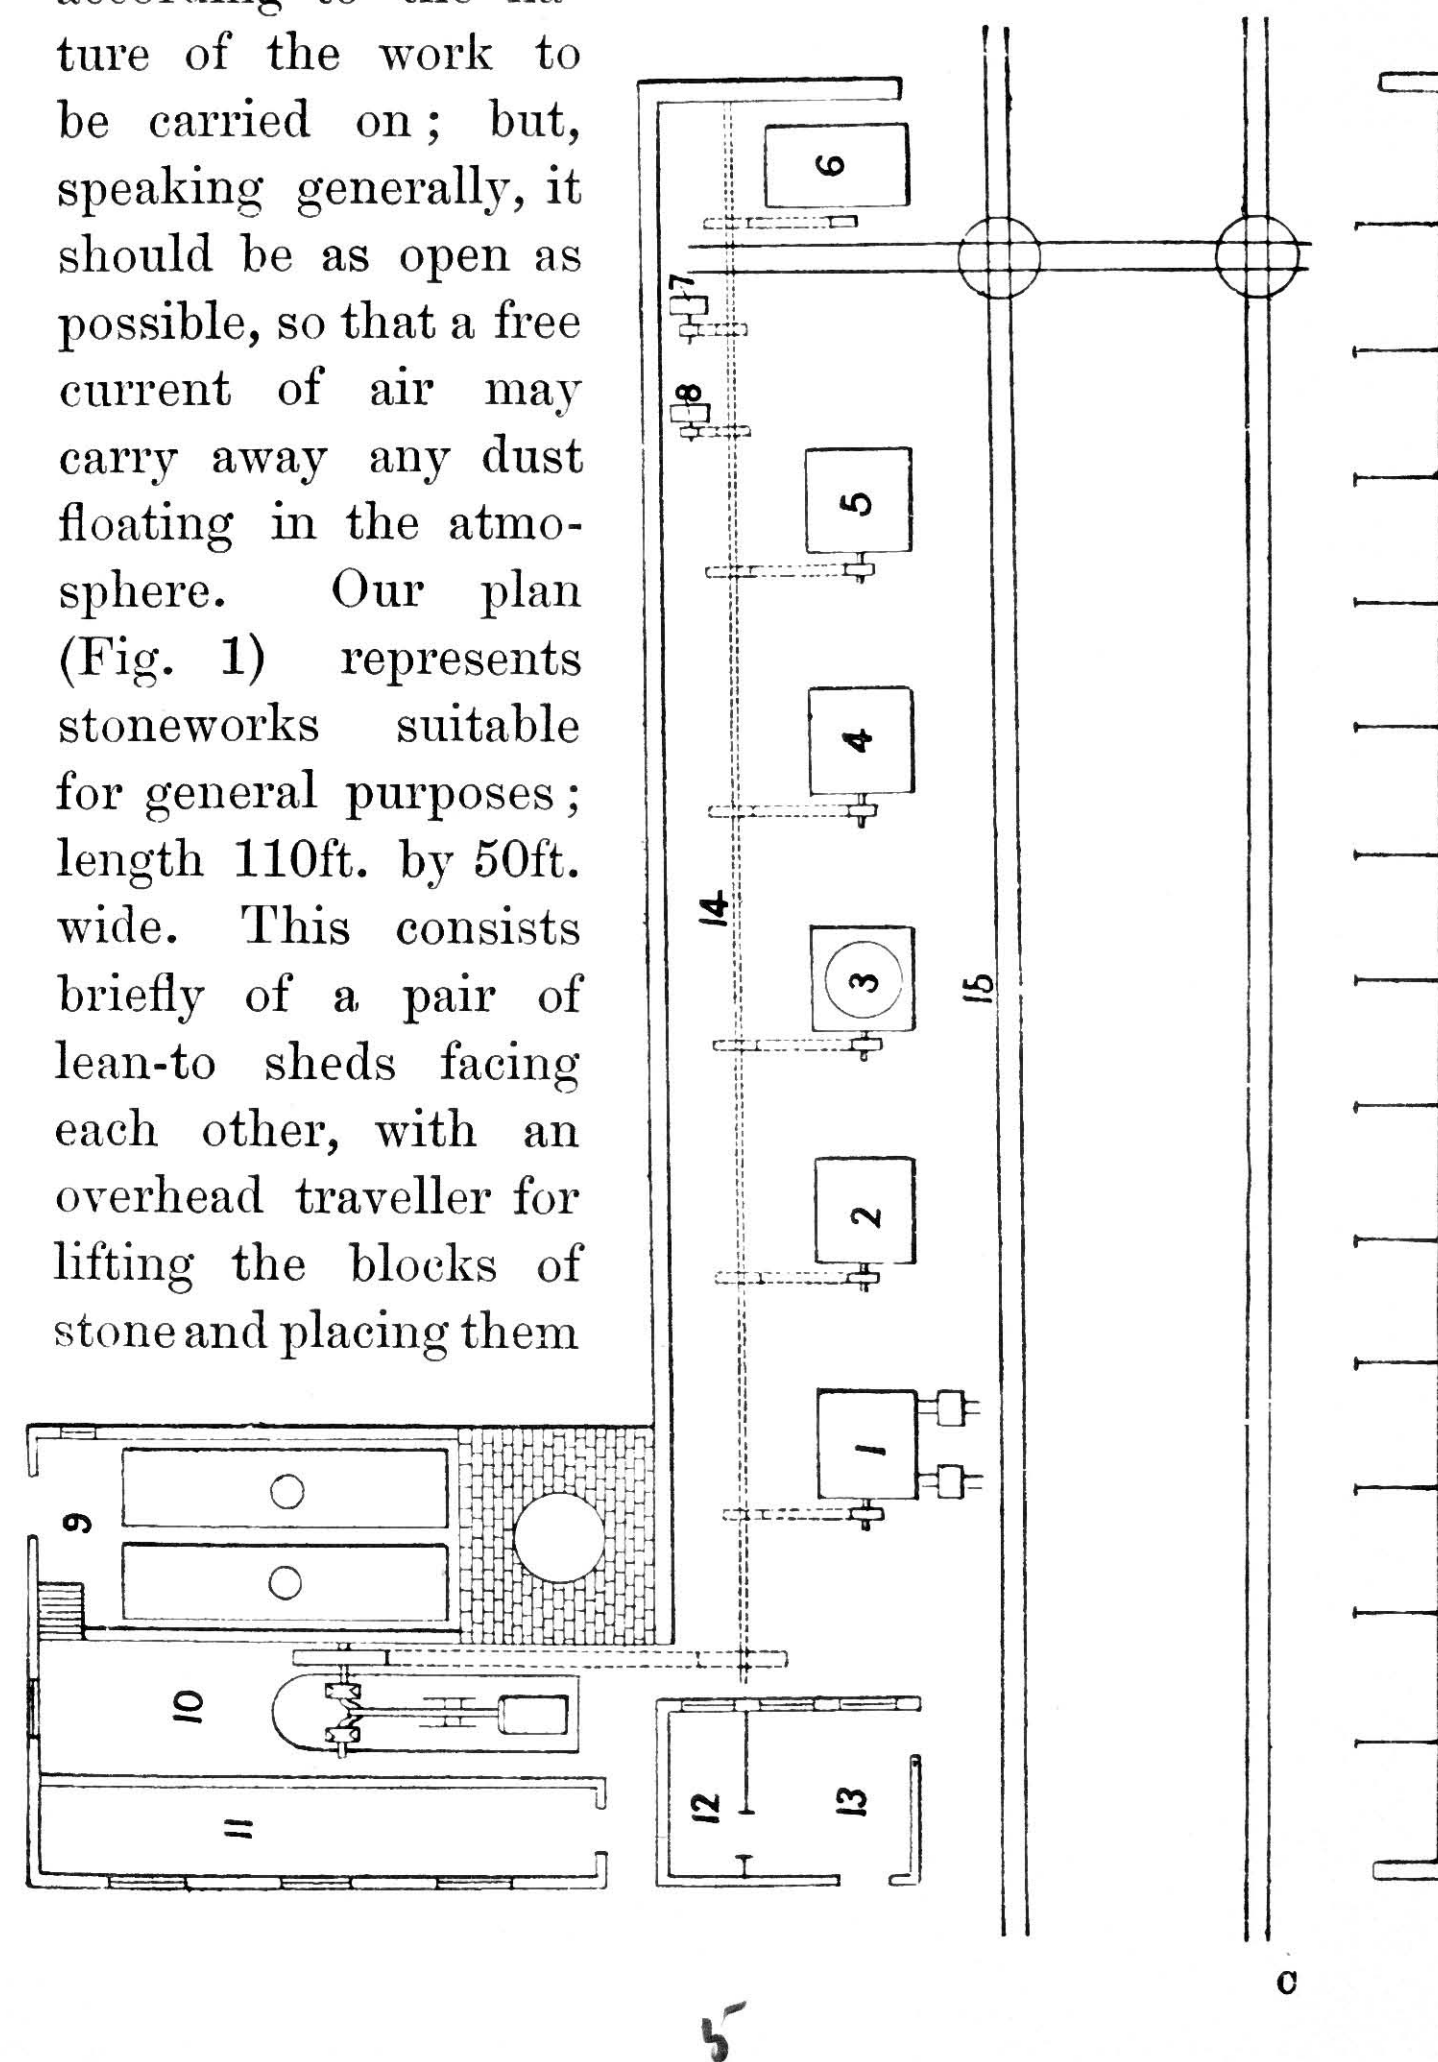 ture of the work to
be carried on; but,
speaking generally, it
should be as open as
possible, so that a free
current of air may
carry away any dust
floating in the atmo-
sphere. Our plan
(Fig. 1) represents
stoneworks suitable
for general purposes;
length 110ft. by 50ft.
wide. This consists
briefly of a pair of
lean-to sheds facing
each other, with an
overhead traveller for
lifting the blocks of
stone and placing them
6
7
8
5
4
14
3
15
2
1
9
10
11
12
13
C
5